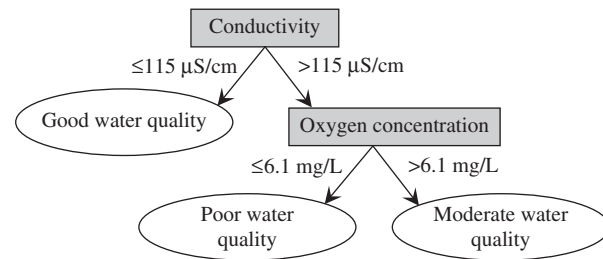 Conductivity
≤115 μS/cm >115 μS/cm
Good water quality
Oxygen concentration
≤6.1 mg/L >6.1 mg/L
Poor water
quality
Moderate water
quality